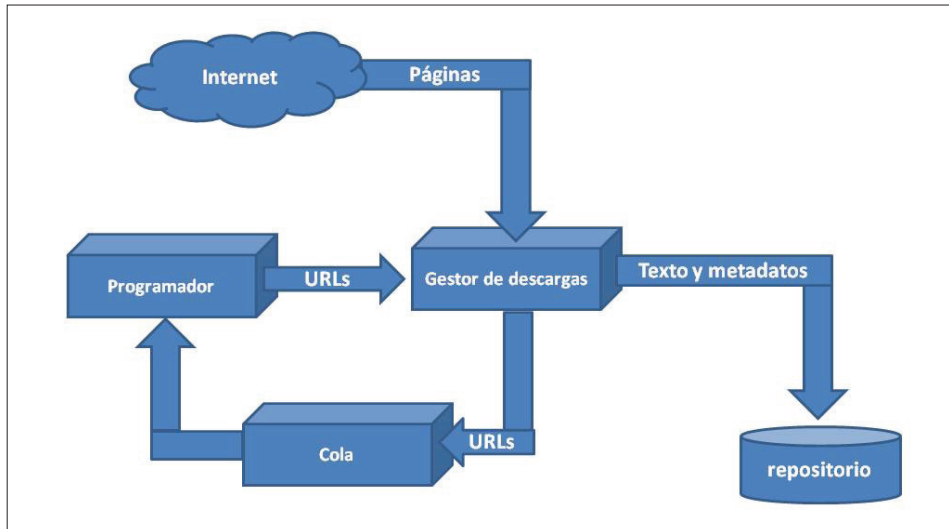 Internet
Páginas
Programador
URLs
Gestor de descargas
Texto y metadatos
Cola
URLs
repositorio